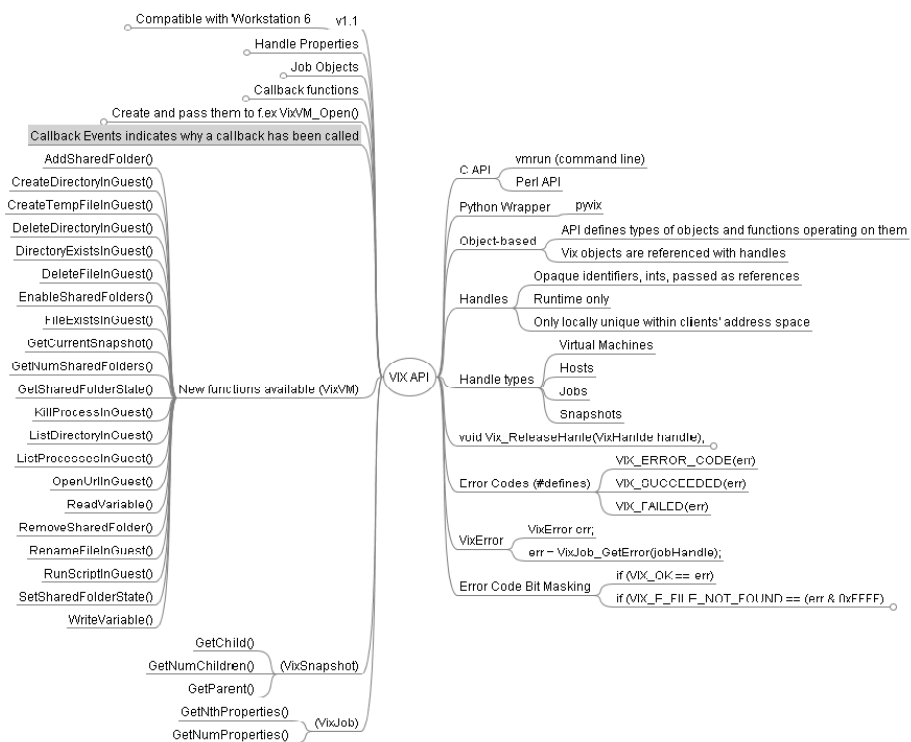 Compatible with Workstation 6
v1.1
Handle Properties
Job Objects
Callback functions
Create and pass them to f.ex VixVM_Open()
Callback Events indicates why a callback has been called
AddSharedFolder()
CreateDirectoryInGuest()
CreateTempFileInGuest()
DeleteDirectoryInGuest()
DirectoryExistsInGuest()
DeleteFileInGuest()
EnableSharedFolders()
FileExistsInGuest()
GetCurrentSnapshot()
GetNumSharedFolders()
GetSharedFolderState()
KillProcessInGuest()
ListDirectoryInGuest()
ListProcessesInGuest()
OpenUrlInGuest()
ReadVariable()
RemoveSharedFolder()
RenameFileInGuest()
RunScriptInGuest()
SetSharedFolderState()
WriteVariable()
New functions available (VixVM)
GetChild()
GetNumChildren()
GetParent()
(VixSnapshot)
GetNthProperties()
GetNumProperties()
(VixJob)
VIX API
C API
vmrun (command line)
Perl API
Python Wrapper
pyvix
Object-based
API defines types of objects and functions operating on them
Vix objects are referenced with handles
Handles
Opaque identifiers, ints, passed as references
Runtime only
Only locally unique within clients' address space
Handle types
Virtual Machines
Hosts
Jobs
Snapshots
void Vix_ReleaseHanle(VixHanlde handle);
Error Codes (#defines)
VIX_ERROR_CODE(err)
VIX_SUCCEEDED(err)
VIX_FAILED(err)
VixError
VixError err;
err = VixJob_GetError(jobHandle);
Error Code Bit Masking
if (VIX_OK == err)
if (VIX_E_FILE_NOT_FOUND == (err & 0xFFFF)